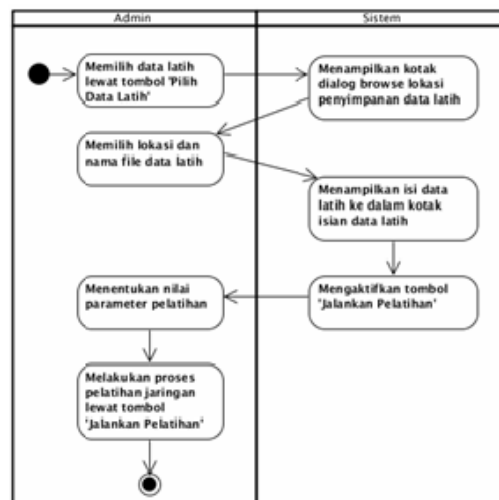 Admin
Sistem
Memilih data latih
lewat tombol 'Pilih
Data Latih'
Menampilkan kotak
dialog browse lokasi
penyimpanan data latih
Memilih lokasi dan
nama file data latih
Menampilkan isi data
latih ke dalam kotak
isian data latih
Mengaktifkan tombol
'Jalankan Pelatihan'
Menentukan nilai
parameter pelatihan
Melakukan proses
pelatihan jaringan
lewat tombol
'Jalankan Pelatihan'